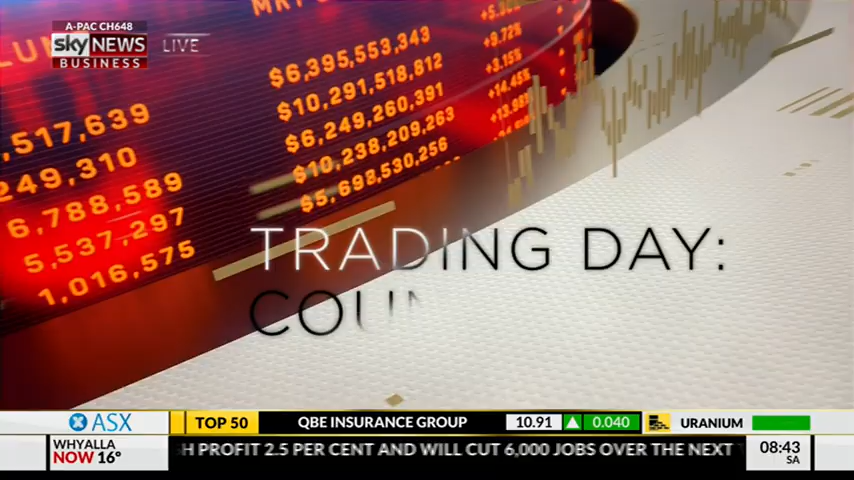 A-PAC CH648
sky NEWS
BUSINESS
LIVE
$6,395,553,343
$10,291,518,812
$6,249,260,391
$10,238,209,263
$5,698,530,256
+9.72%
+3.15%
+14.45%
,517,639
249,310
6,788,589
5,537,297
1,016,575
TRADING DAY:
COUN
ASX
TOP 50
QBE INSURANCE GROUP
10.91
0.040
URANIUM
WHYALLA
NOW 16°
H PROFIT 2.5 PER CENT AND WILL CUT 6,000 JOBS OVER THE NEXT
08:43
SA